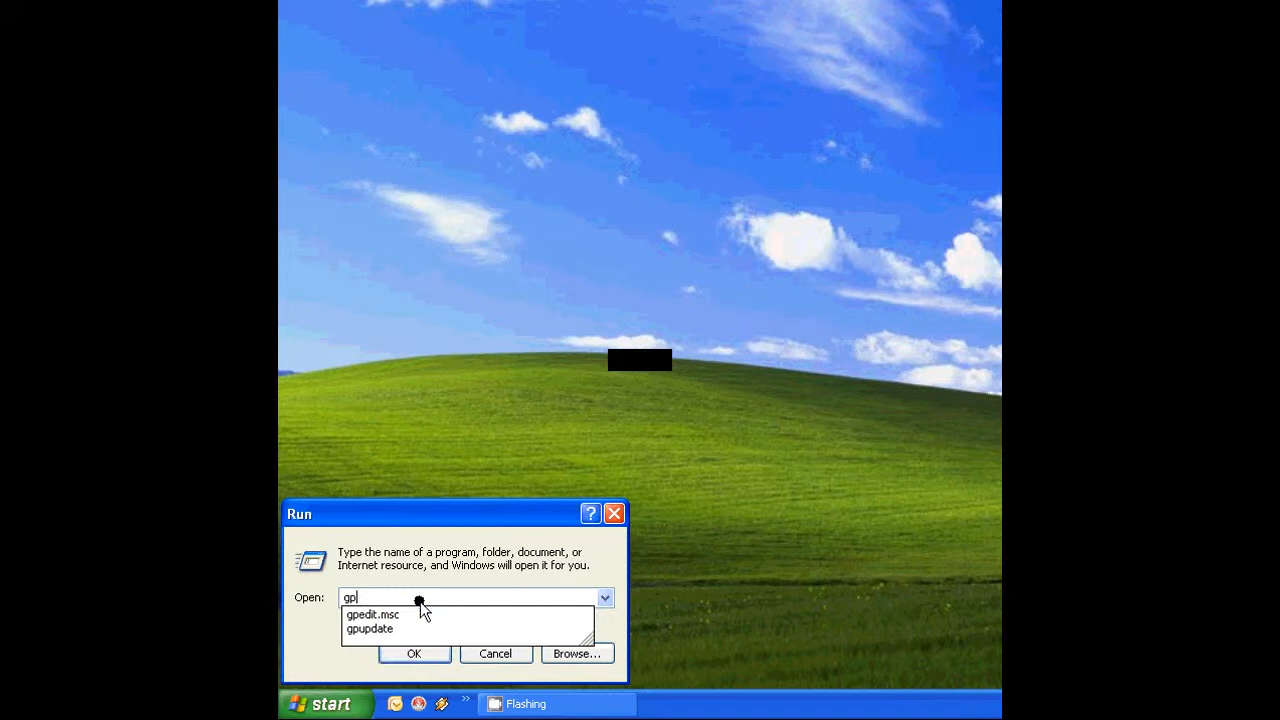 Run
Type the name of a program, folder, document, or
Internet resource, and Windows will open it for you.
Open: gp
gpedit.msc
gpupdate
OK Cancel Browse...
start » Flashing